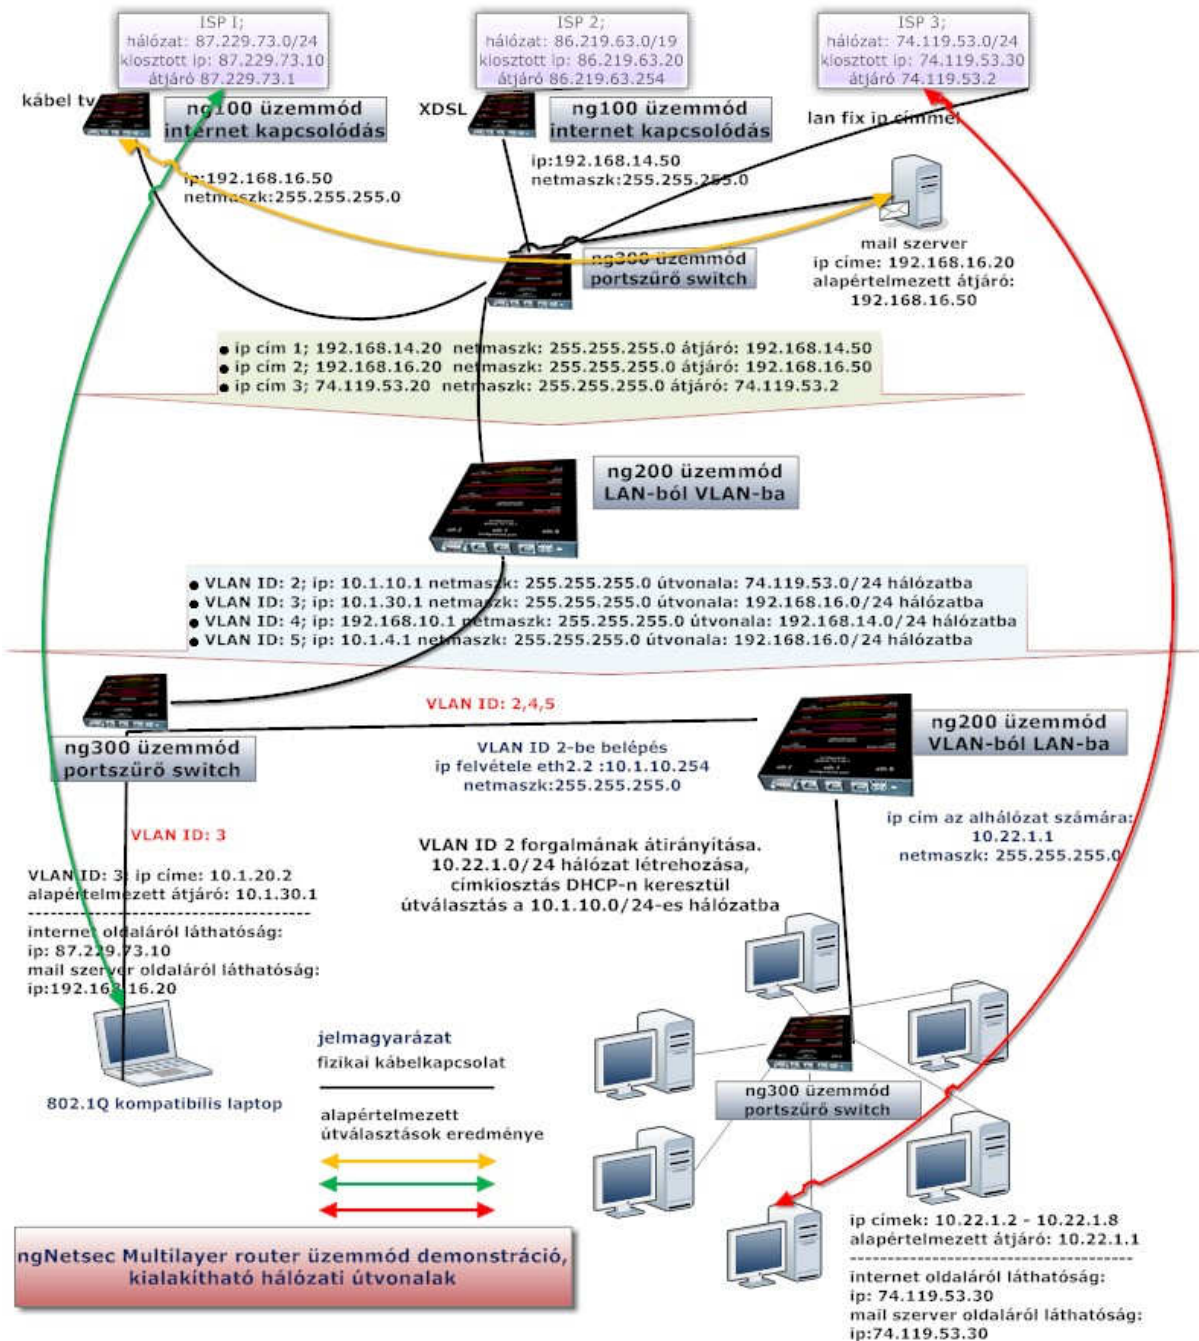 ISP I;
hálózat: 87.229.73.0/24
kiosztott ip: 87.229.73.10
átjáró 87.229.73.1
ISP 2;
hálózat: 86.219.63.0/19
kiosztott ip: 86.219.63.20
átjáró 86.219.63.254
ISP 3;
hálózat: 74.119.53.0/24
kiosztott ip: 74.119.53.30
átjáró 74.119.53.2
kábel tv
ng100 üzemmód
internet kapcsolódás
XDSL
ng100 üzemmód
internet kapcsolódás
lan fix ip címmel
ip:192.168.16.50
netmaszk:255.255.255.0
ip:192.168.14.50
netmaszk:255.255.255.0
ng300 üzemmód
portszűrő switch
mail szerver
ip címe: 192.168.16.20
alapértelmezett átjáró:
192.168.16.50
● ip cím 1; 192.168.14.20 netmaszk: 255.255.255.0 átjáró: 192.168.14.50
● ip cím 2; 192.168.16.20 netmaszk: 255.255.255.0 átjáró: 192.168.16.50
● ip cím 3; 74.119.53.20 netmaszk: 255.255.255.0 átjáró: 74.119.53.2
ng200 üzemmód
LAN-ból VLAN-ba
● VLAN ID: 2; ip: 10.1.10.1 netmaszk: 255.255.255.0 útvonala: 74.119.53.0/24 hálózatba
● VLAN ID: 3; ip: 10.1.30.1 netmaszk: 255.255.255.0 útvonala: 192.168.16.0/24 hálózatba
● VLAN ID: 4; ip: 192.168.10.1 netmaszk: 255.255.255.0 útvonala: 192.168.14.0/24 hálózatba
● VLAN ID: 5; ip: 10.1.4.1 netmaszk: 255.255.255.0 útvonala: 192.168.16.0/24 hálózatba
VLAN ID: 2,4,5
ng300 üzemmód
portszűrő switch
VLAN ID 2-be belépés
ip felvétele eth2.2 :10.1.10.254
netmaszk:255.255.255.0
ng200 üzemmód
VLAN-ból LAN-ba
ip cím az alhálózat számára:
10.22.1.1
netmaszk: 255.255.255.0
VLAN ID: 3
VLAN ID 2 forgalmának átirányítása.
10.22.1.0/24 hálózat létrehozása,
címkiosztás DHCP-n keresztül
útválasztás a 10.1.10.0/24-es hálózatba
VLAN ID: 3; ip címe: 10.1.20.2
alapértelmezett átjáró: 10.1.30.1
internet oldaláról láthatóság:
ip: 87.229.73.10
mail szerver oldaláról láthatóság:
ip:192.168.16.20
802.1Q kompatibilis laptop
jelmagyarázat
fizikai kábelkapcsolat
alapértelmezett
útválasztások eredménye
ng300 üzemmód
portszűrő switch
ip címek: 10.22.1.2 - 10.22.1.8
alapértelmezett átjáró: 10.22.1.1
internet oldaláról láthatóság:
ip: 74.119.53.30
mail szerver oldaláról láthatóság:
ip:74.119.53.30
ngNetsec Multilayer router üzemmód demonstráció,
kialakítható hálózati útvonalak